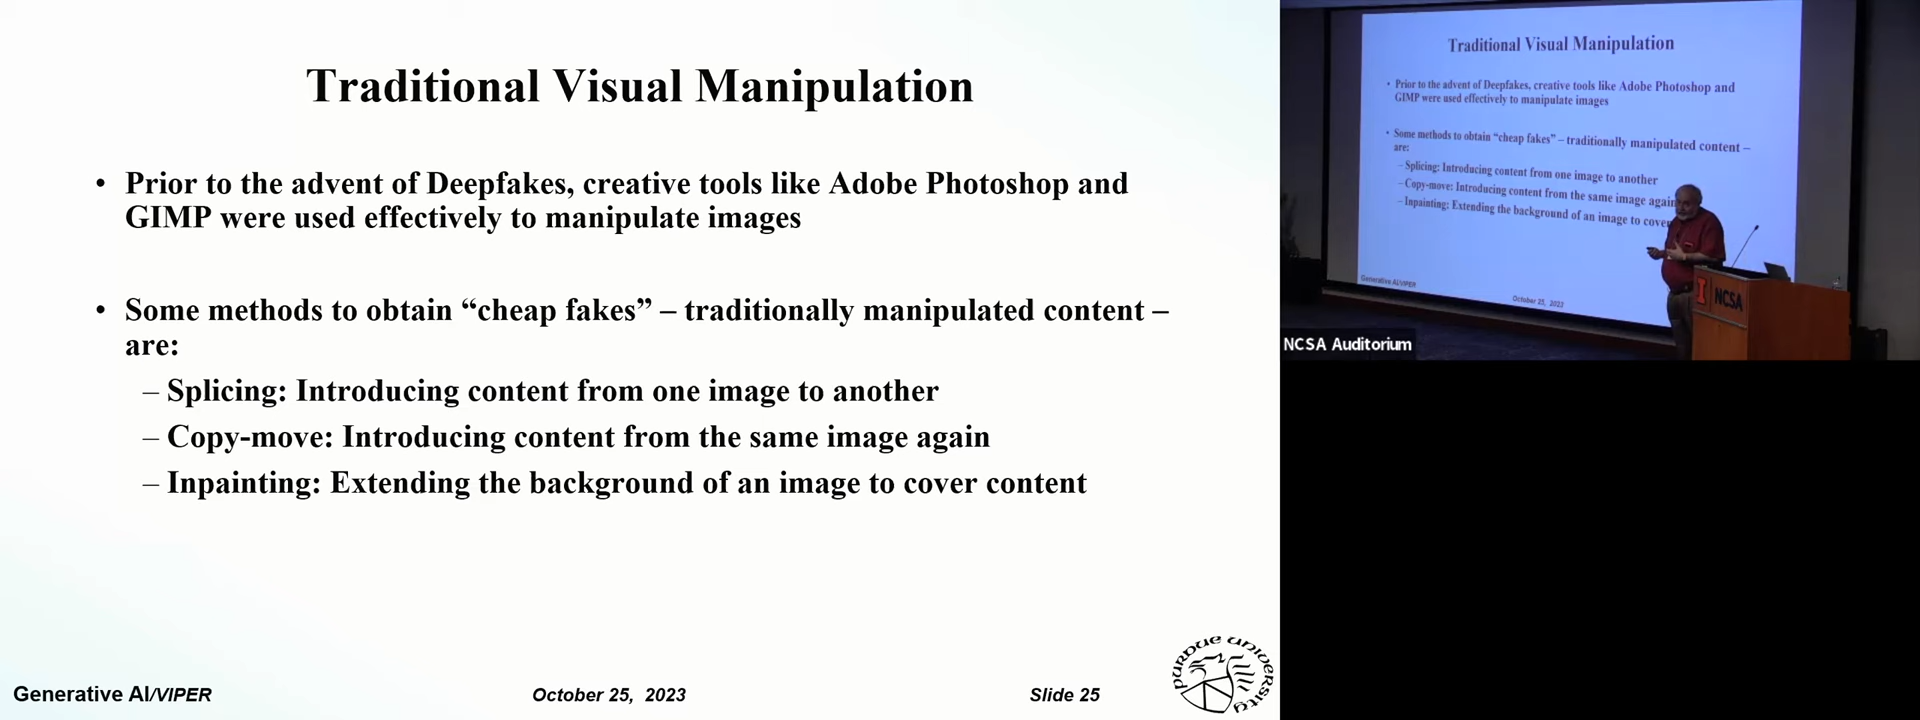 Traditional Visual Manipulation
• Prior to the advent of Deepfakes, creative tools like Adobe Photoshop and
GIMP were used effectively to manipulate images
• Some methods to obtain “cheap fakes” – traditionally manipulated content –
are:
– Splicing: Introducing content from one image to another
– Copy-move: Introducing content from the same image again
– Inpainting: Extending the background of an image to cover content
Generative AI/VIPER
October 25, 2023
Slide 25
PURDUE UNIVERSITY
Traditional Visual Manipulation
• Prior to the advent of Deepfakes, creative tools like Adobe Photoshop and
GIMP were used effectively to manipulate images
• Some methods to obtain “cheap fakes” – traditionally manipulated content –
are:
– Splicing: Introducing content from one image to another
– Copy-move: Introducing content from the same image again
– Inpainting: Extending the background of an image to cover
Generative AI/VIPER
October 25, 2023
I NCSA
NCSA Auditorium